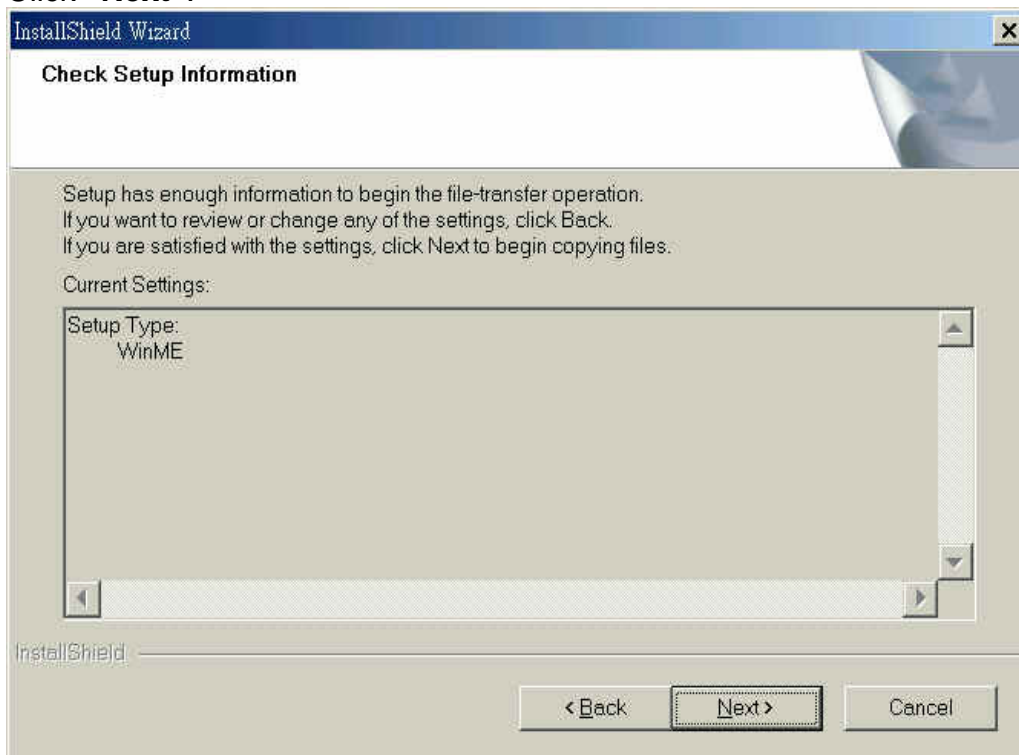 InstallShield Wizard
Check Setup Information
Setup has enough information to begin the file-transfer operation.
If you want to review or change any of the settings, click Back.
If you are satisfied with the settings, click Next to begin copying files.
Current Settings:
Setup Type:
WinME
InstallShield
< Back Next > Cancel